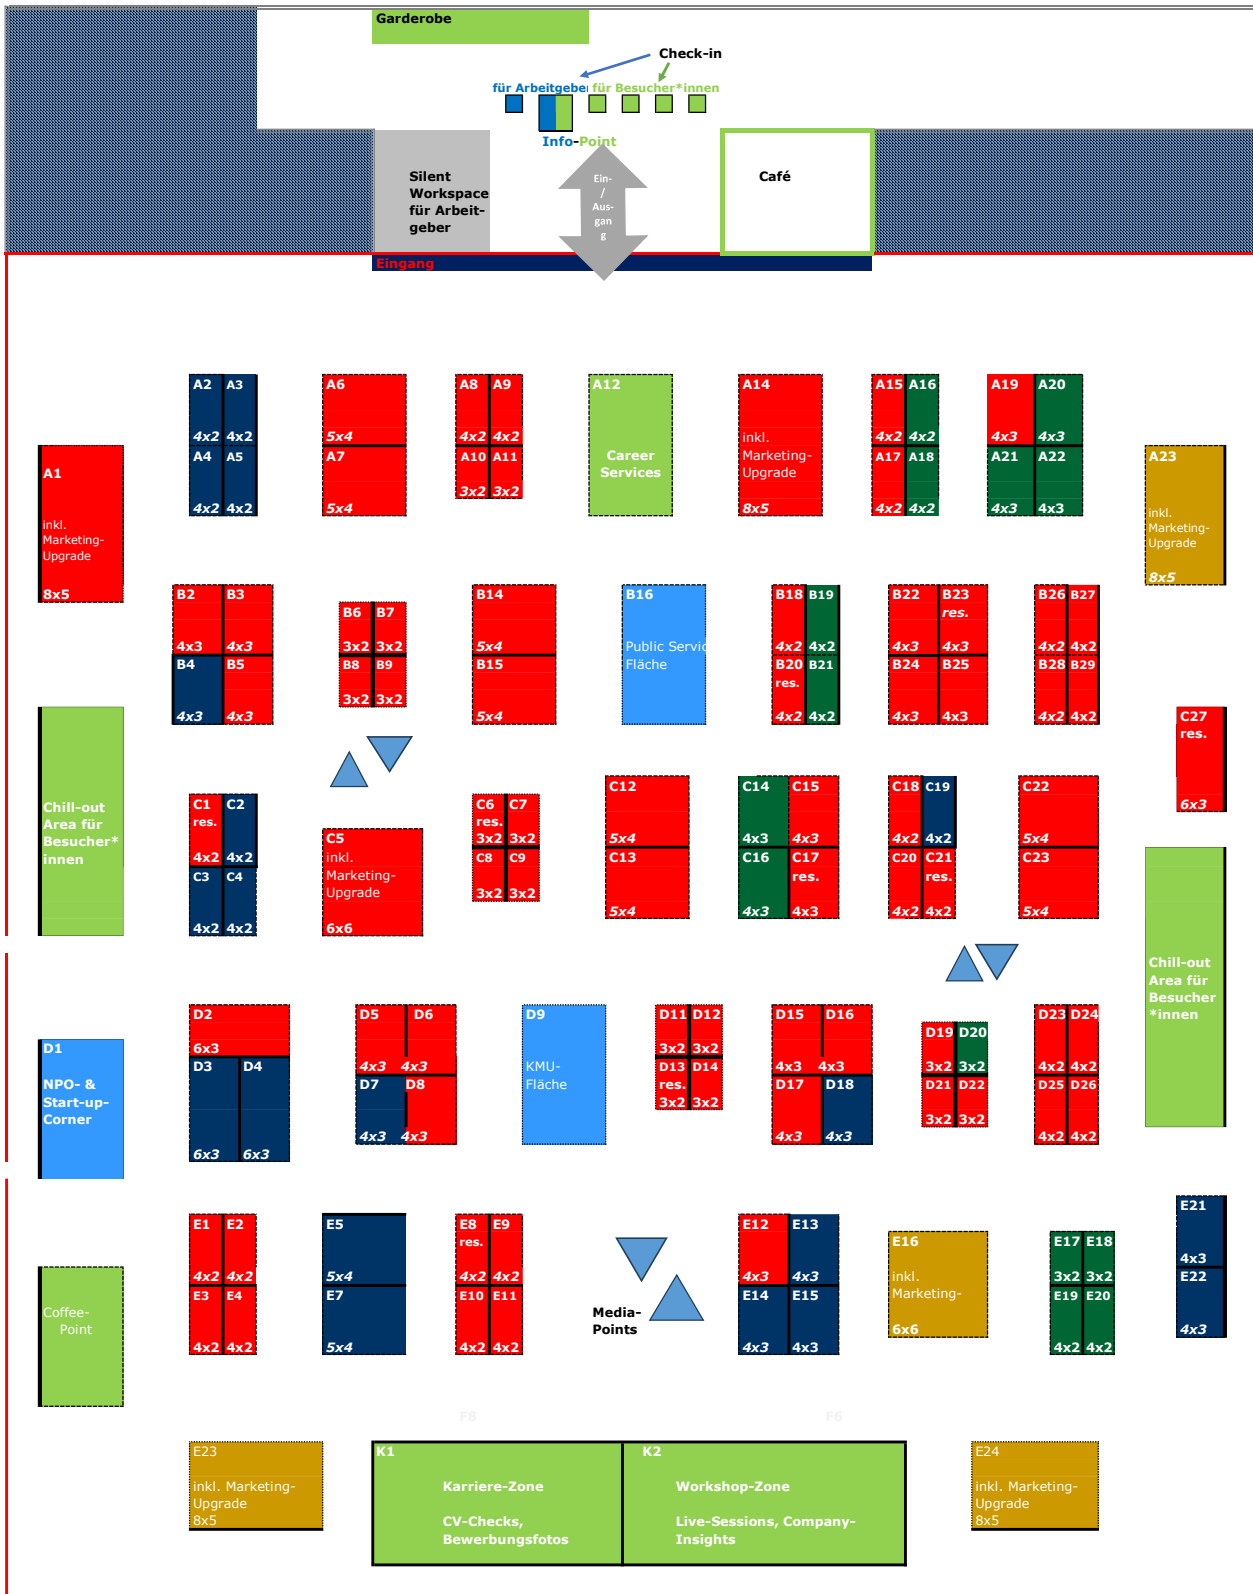 Garderobe
Check-in
für Arbeitgeber für Besucher*innen
Info-Point
Silent
Workspace
für Arbeit-
geber
Ein-
/
Aus-
gan
g
Café
Eingang
A2 A3
4x2 4x2
A4 A5
4x2 4x2
A6
5x4
A7
5x4
A8 A9
4x2 4x2
A10 A11
3x2 3x2
A12
Career
Services
A14
inkl.
Marketing-
Upgrade
8x5
A15 A16
4x2 4x2
A17 A18
4x2 4x2
A19 A20
4x3 4x3
A21 A22
4x3 4x3
A1
inkl.
Marketing-
Upgrade
8x5
A23
inkl.
Marketing-
Upgrade
8x5
B2 B3
4x3 4x3
B4 B5
4x3 4x3
B6 B7
3x2 3x2
B8 B9
3x2 3x2
B14
5x4
B15
5x4
B16
Public Servic
Fläche
B18 B19
4x2 4x2
B20 B21
res.
4x2 4x2
B22 B23
res.
4x3 4x3
B24 B25
4x3 4x3
B26 B27
4x2 4x2
B28 B29
4x2 4x2
C27
res.
6x3
Chill-out
Area für
Besucher*
innen
C1 C2
res.
4x2 4x2
C3 C4
4x2 4x2
C5
inkl.
Marketing-
Upgrade
6x6
C6 C7
res.
3x2 3x2
C8 C9
3x2 3x2
C12
5x4
C13
5x4
C14 C15
4x3 4x3
C16 C17
res.
4x3 4x3
C18 C19
4x2 4x2
C20 C21
res.
4x2 4x2
C22
5x4
C23
5x4
Chill-out
Area für
Besucher
*innen
D1
NPO- &
Start-up-
Corner
D2
6x3
D3 D4
6x3 6x3
D5 D6
4x3 4x3
D7 D8
4x3 4x3
D9
KMU-
Fläche
D11 D12
3x2 3x2
D13 D14
res.
3x2 3x2
D15 D16
4x3 4x3
D17 D18
4x3 4x3
D19 D20
3x2 3x2
D21 D22
3x2 3x2
D23 D24
4x2 4x2
D25 D26
4x2 4x2
E1 E2
4x2 4x2
E3 E4
4x2 4x2
E5
5x4
E7
5x4
E8 E9
res.
4x2 4x2
E10 E11
4x2 4x2
Media-
Points
E12 E13
4x3 4x3
E14 E15
4x3 4x3
E16
inkl.
Marketing-
6x6
E17 E18
3x2 3x2
E19 E20
4x2 4x2
E21
4x3
E22
4x3
Coffee-
Point
F8 F6
E23
inkl. Marketing-
Upgrade
8x5
K1
Karriere-Zone
CV-Checks,
Bewerbungsfotos
K2
Workshop-Zone
Live-Sessions, Company-
Insights
E24
inkl. Marketing-
Upgrade
8x5